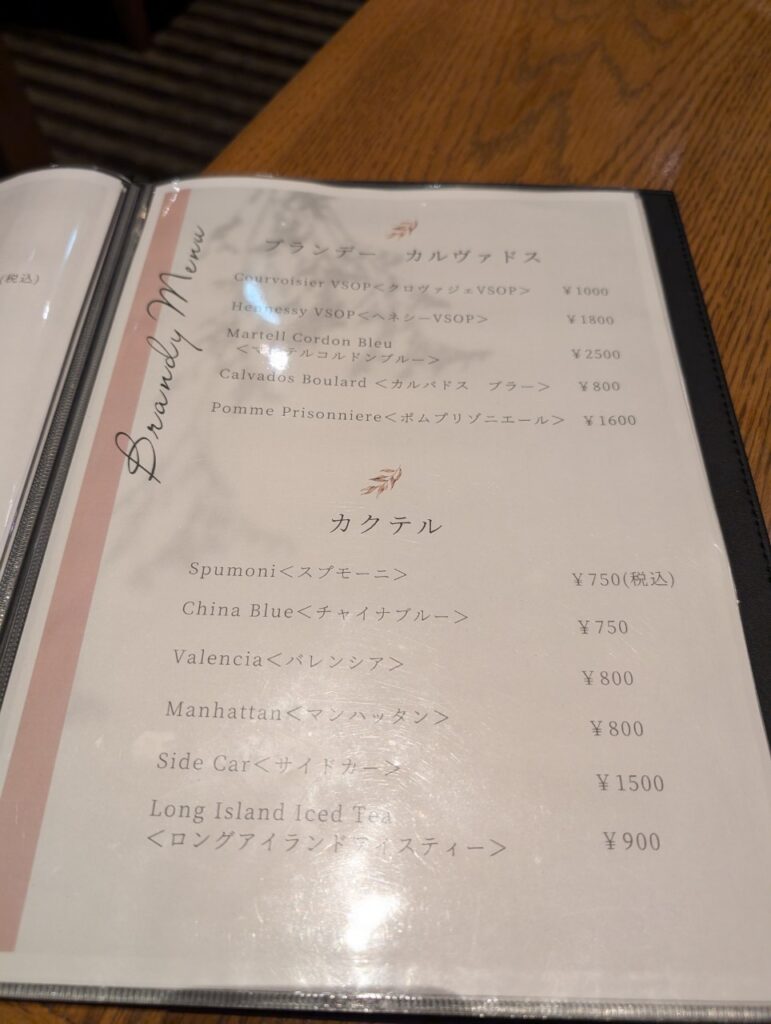 (税込)
Brandy Menu
ブランデー カルヴァドス
Courvoisier VSOP<クロヴァジェVSOP> ¥1000
Hennessy VSOP<ヘネシーVSOP> ¥1800
Martell Cordon Bleu
<マーテルコルドンブルー> ¥2500
Calvados Boulard <カルバドス ブラー> ¥800
Pomme Prisonniere<ポムプリゾニエール> ¥1600
カクテル
Spumoni<スプモーニ> ¥750(税込)
China Blue<チャイナブルー> ¥750
Valencia<バレンシア> ¥800
Manhattan<マンハッタン> ¥800
Side Car<サイドカー> ¥1500
Long Island Iced Tea
<ロングアイランドアイスティー> ¥900